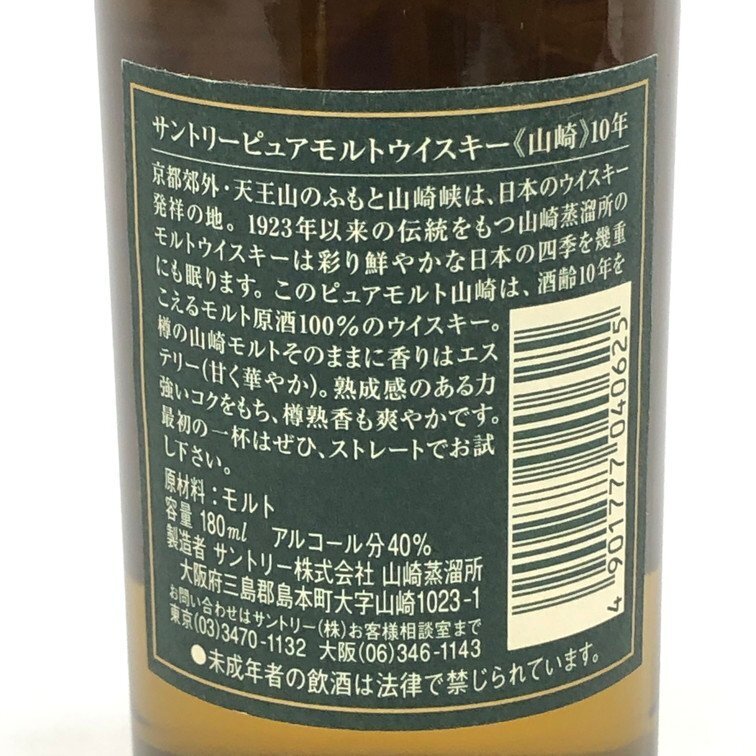 サントリーピュアモルトウイスキー《山崎》10年
京都郊外・天王山のふもと山崎峡は、日本のウイスキー
発祥の地。1923年以来の伝統をもつ山崎蒸溜所の
モルトウイスキーは彩り鮮やかな日本の四季を幾重
にも眠ります。このピュアモルト山崎は、酒齢10年を
こえるモルト原酒100%のウイスキー。
樽の山崎モルトそのままに香りはエス
テリー(甘く華やか)。熟成感のある力
強いコクをもち、樽熟香も爽やかです。
最初の一杯はぜひ、ストレートでお試
し下さい。
原材料:モルト
容量 180ml アルコール分40%
製造者 サントリー株式会社 山崎蒸溜所
大阪府三島郡島本町大字山崎1023-1
お問い合わせはサントリー(株)お客様相談室まで
東京(03)3470-1132 大阪(06)346-1143
●未成年者の飲酒は法律で禁じられています。
4 901777 040625